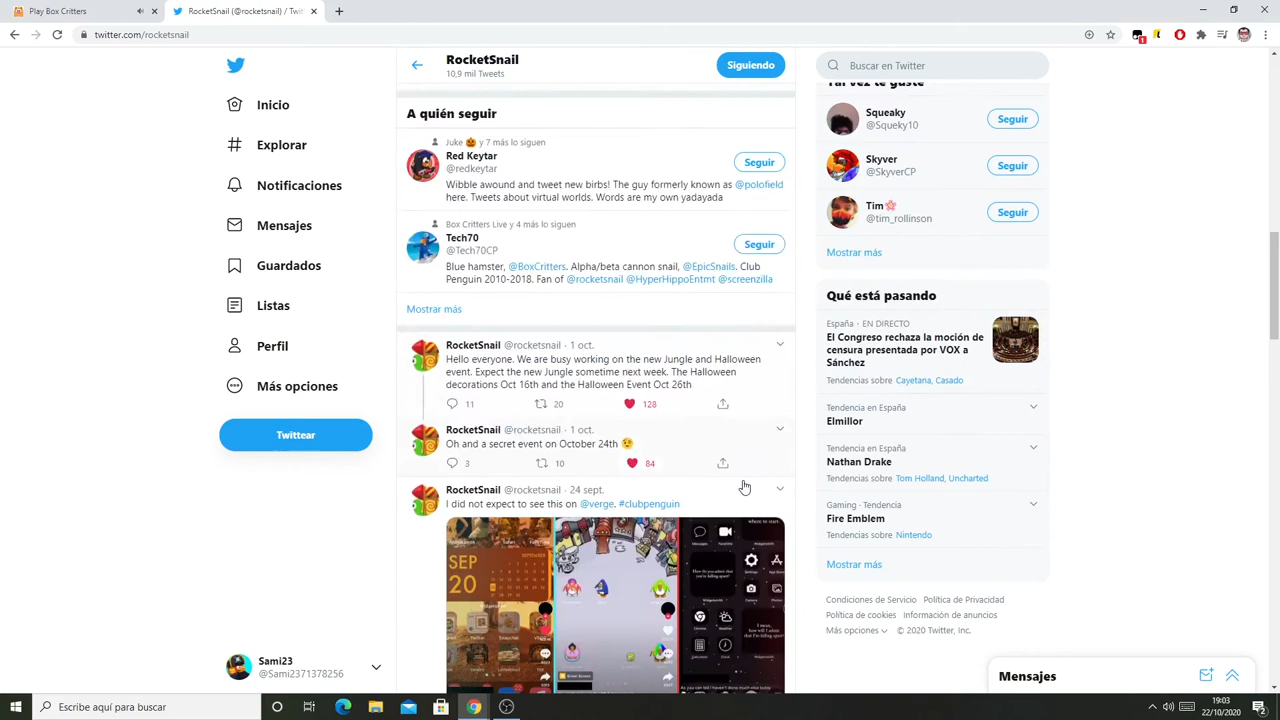 Play Box Critters
RocketSnail (@rocketsnail) / Twit
twitter.com/rocketsnail
1
Inicio
Explorar
Notificaciones
Mensajes
Guardados
Listas
Perfil
Más opciones
Twittear
Sami23
@Sami2371378256
RocketSnail
10,9 mil Tweets
Siguiendo
A quién seguir
Juke 🎃 y 7 más lo siguen
Red Keytar
@redkeytar
Seguir
Wibble awound and tweet new birbs! The guy formerly known as @polofield
here. Tweets about virtual worlds. Words are my own yadayada
Box Critters Live y 4 más lo siguen
Tech70
@Tech70CP
Seguir
Blue hamster, @BoxCritters. Alpha/beta cannon snail, @EpicSnails. Club
Penguin 2010-2018. Fan of @rocketsnail @HyperHippoEntmt @screenzilla
Mostrar más
RocketSnail @rocketsnail · 1 oct.
Hello everyone. We are busy working on the new Jungle and Halloween
event. Expect the new Jungle sometime next week. The Halloween
decorations Oct 16th and the Halloween Event Oct 26th
11 20 128
RocketSnail @rocketsnail · 1 oct.
Oh and a secret event on October 24th 😉
3 10 84
RocketSnail @rocketsnail · 24 sept.
I did not expect to see this on @verge. #clubpenguin
SEP
20
where to start.
Buscar en Twitter
Tal vez te guste
Squeaky
@Squeky10
Seguir
Skyver
@SkyverCP
Seguir
Tim🌸
@tim_rollinson
Seguir
Mostrar más
Qué está pasando
España · EN DIRECTO
El Congreso rechaza la moción de
censura presentada por VOX a
Sánchez
Tendencias sobre Cayetana, Casado
Tendencia en España
Elmillor
Tendencia en España
Nathan Drake
Tendencias sobre Tom Holland, Uncharted
Gaming · Tendencia
Fire Emblem
Tendencias sobre Nintendo
Mostrar más
Condiciones de Servicio Política de Privacidad
Política de cookies Información de anuncios
Más opciones © 2020 Twitter, Inc.
Mensajes
Escribe aquí para buscar
19:03
22/10/2020
2